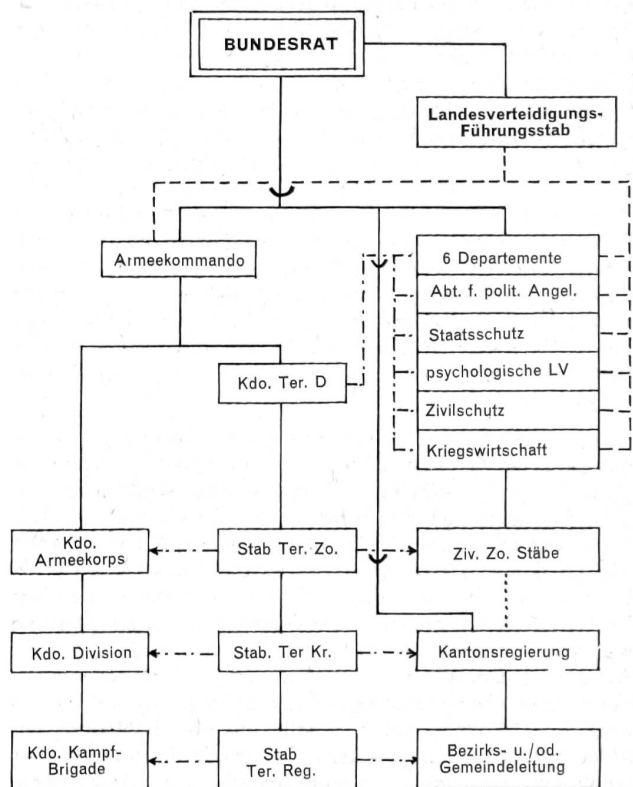 BUNDESRAT
Landesverteidigungs-
Führungsstab
Armeekommando
6 Departemente
Abt. f. polit. Angel.
Staatsschutz
psychologische LV
Zivilschutz
Kriegswirtschaft
Kdo. Ter. D
Kdo.
Armeekorps
Stab Ter. Zo.
Ziv. Zo. Stäbe
Kdo. Division
Stab. Ter Kr.
Kantonsregierung
Kdo. Kampf-
Brigade
Stab
Ter. Reg.
Bezirks- u./od.
Gemeindeleitung